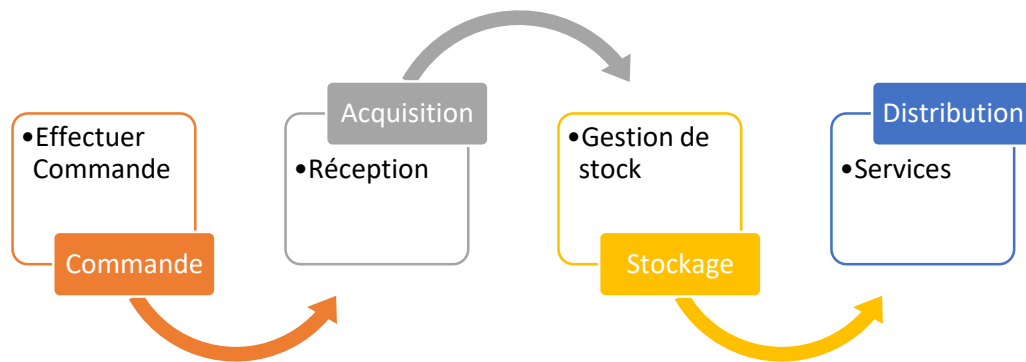 •Effectuer
Commande
Commande
Acquisition
•Réception
•Gestion de
stock
Stockage
Distribution
•Services